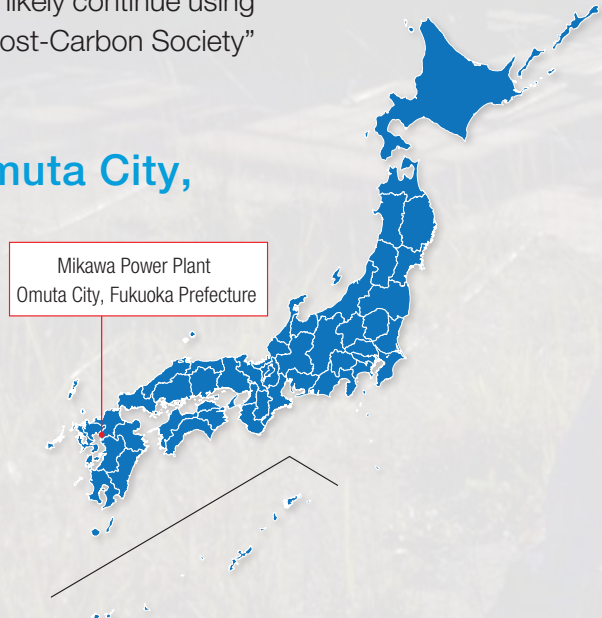 likely continue using
ost-Carbon Society”
muta City,
Mikawa Power Plant
Omuta City, Fukuoka Prefecture